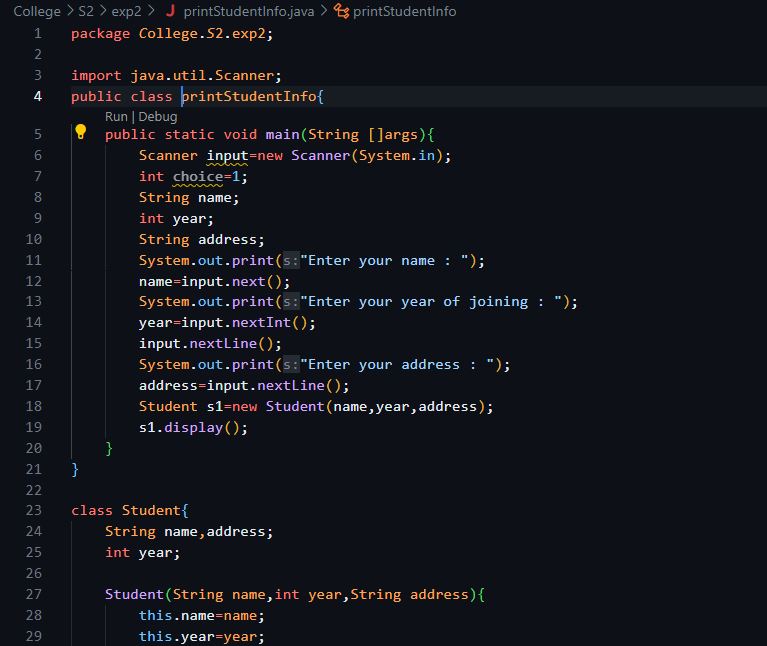 College > S2 > exp2 > J printStudentInfo.java > printStudentInfo
1 package College.S2.exp2;
2
3 import java.util.Scanner;
4 public class printStudentInfo{
Run | Debug
5 public static void main(String []args){
6 Scanner input=new Scanner(System.in);
7 int choice=1;
8 String name;
9 int year;
10 String address;
11 System.out.print(s:"Enter your name : ");
12 name=input.next();
13 System.out.print(s:"Enter your year of joining : ");
14 year=input.nextInt();
15 input.nextLine();
16 System.out.print(s:"Enter your address : ");
17 address=input.nextLine();
18 Student s1=new Student(name,year,address);
19 s1.display();
20 }
21 }
22
23 class Student{
24 String name,address;
25 int year;
26
27 Student(String name,int year,String address){
28 this.name=name;
29 this.year=year;